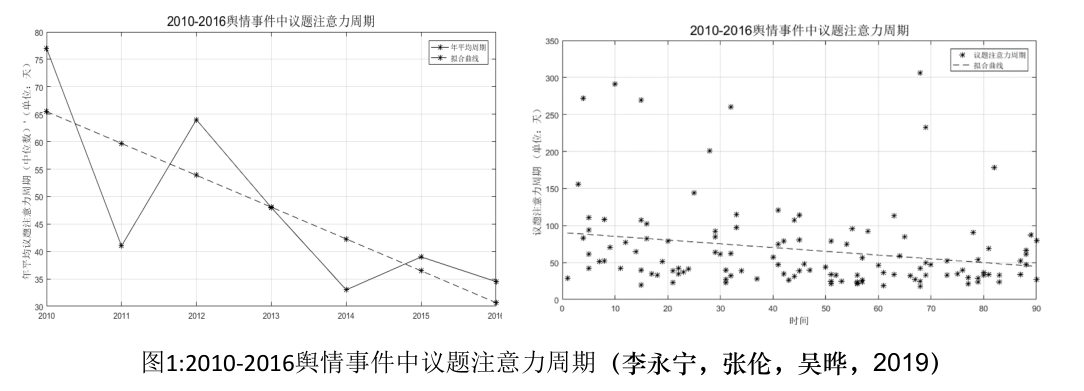 2010-2016舆情事件中议题注意力周期
年平均议题注意力周期（中位数）'（单位：天）
80
75
70
65
60
55
50
45
40
35
30
年平均周期
拟合曲线
2010 2011 2012 2013 2014 2015 2016
2010-2016舆情事件中议题注意力周期
议题注意力周期（单位：天）
350
300
250
200
150
100
50
0
议题注意力周期
拟合曲线
0 10 20 30 40 50 60 70 80 90
时间
图1:2010-2016舆情事件中议题注意力周期（李永宁，张伦，吴晔，2019）